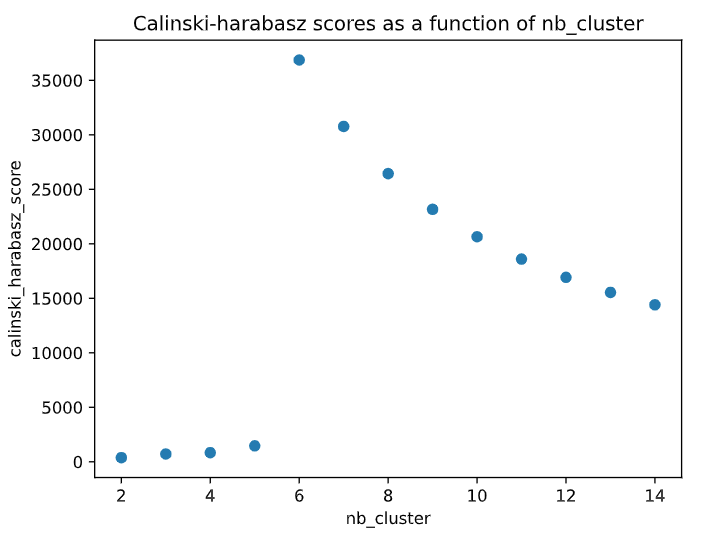 Calinski-harabasz scores as a function of nb_cluster
calinski_harabasz_score
35000
30000
25000
20000
15000
10000
5000
0
2 4 6 8 10 12 14
nb_cluster